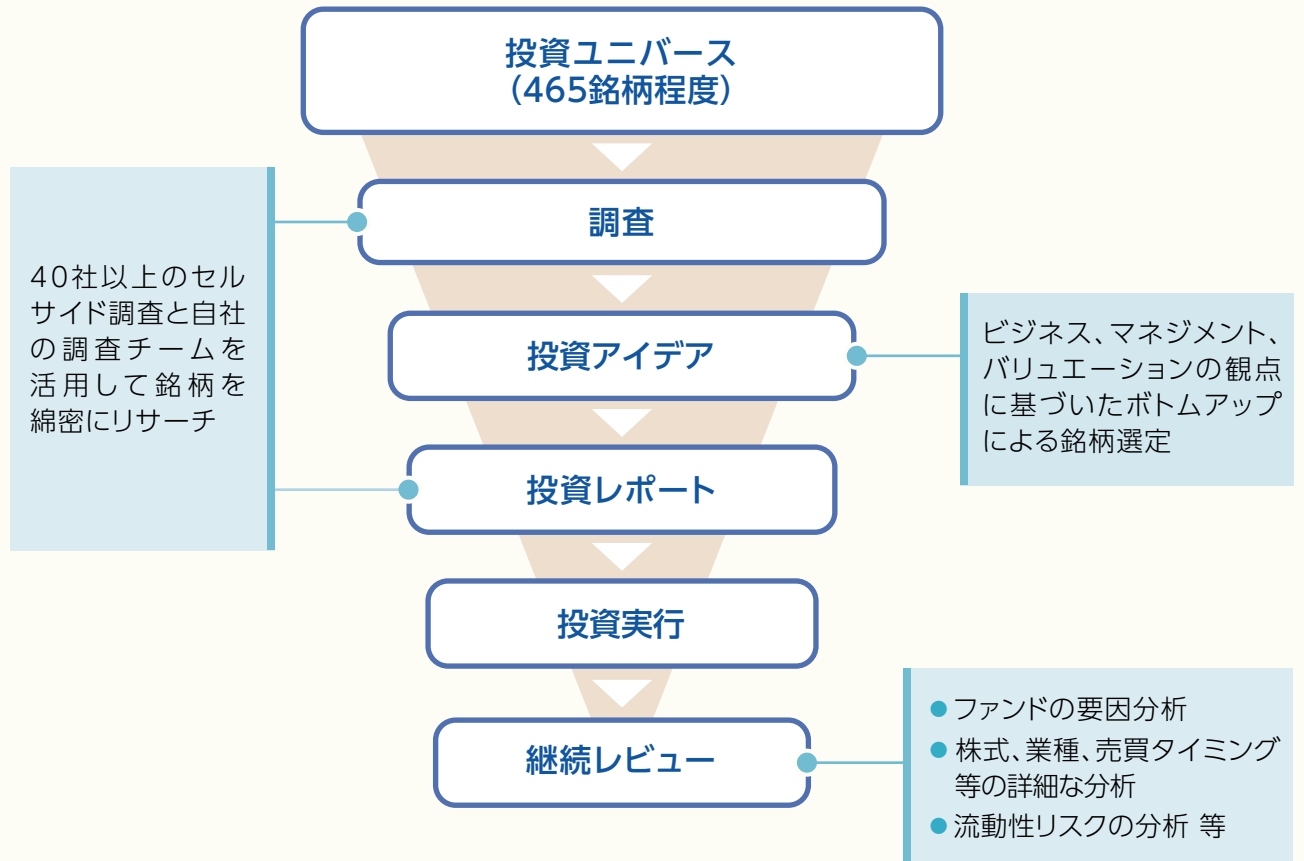 投資ユニバース
(465銘柄程度)
調査
40社以上のセル
サイド調査と自社
の調査チームを
活用して銘柄を
綿密にリサーチ
投資アイデア
ビジネス、マネジメント、
バリュエーションの観点
に基づいたボトムアップ
による銘柄選定
投資レポート
投資実行
継続レビュー
●ファンドの要因分析
●株式、業種、売買タイミング
等の詳細な分析
●流動性リスクの分析 等